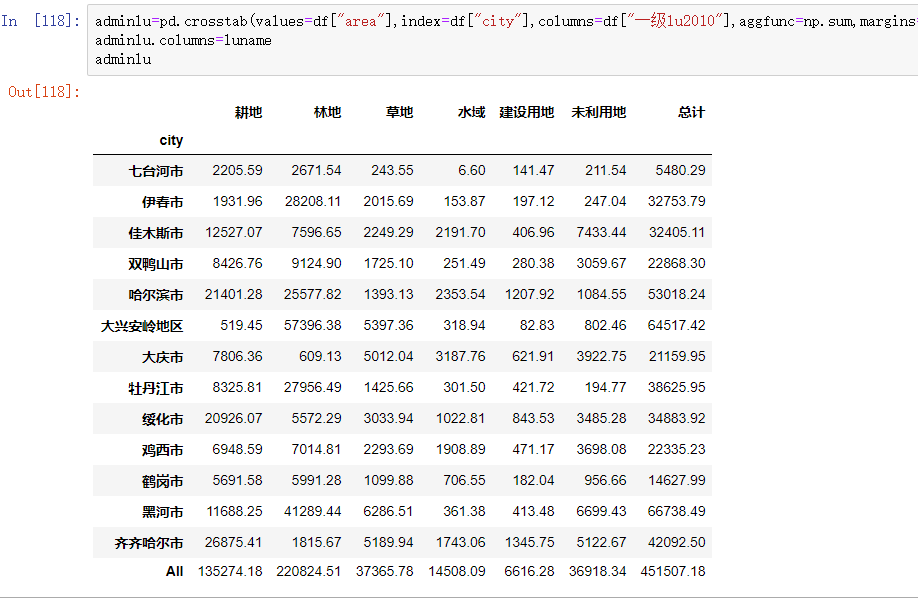 In [118]: adminlu=pd.crosstab(values=df["area"],index=df["city"],columns=df["一级lu2010"],aggfunc=np.sum,margins=
adminlu.columns=luname
adminlu
Out[118]:
耕地 林地 草地 水域 建设用地 未利用地 总计
city
七台河市 2205.59 2671.54 243.55 6.60 141.47 211.54 5480.29
伊春市 1931.96 28208.11 2015.69 153.87 197.12 247.04 32753.79
佳木斯市 12527.07 7596.65 2249.29 2191.70 406.96 7433.44 32405.11
双鸭山市 8426.76 9124.90 1725.10 251.49 280.38 3059.67 22868.30
哈尔滨市 21401.28 25577.82 1393.13 2353.54 1207.92 1084.55 53018.24
大兴安岭地区 519.45 57396.38 5397.36 318.94 82.83 802.46 64517.42
大庆市 7806.36 609.13 5012.04 3187.76 621.91 3922.75 21159.95
牡丹江市 8325.81 27956.49 1425.66 301.50 421.72 194.77 38625.95
绥化市 20926.07 5572.29 3033.94 1022.81 843.53 3485.28 34883.92
鸡西市 6948.59 7014.81 2293.69 1908.89 471.17 3698.08 22335.23
鹤岗市 5691.58 5991.28 1099.88 706.55 182.04 956.66 14627.99
黑河市 11688.25 41289.44 6286.51 361.38 413.48 6699.43 66738.49
齐齐哈尔市 26875.41 1815.67 5189.94 1743.06 1345.75 5122.67 42092.50
All 135274.18 220824.51 37365.78 14508.09 6616.28 36918.34 451507.18